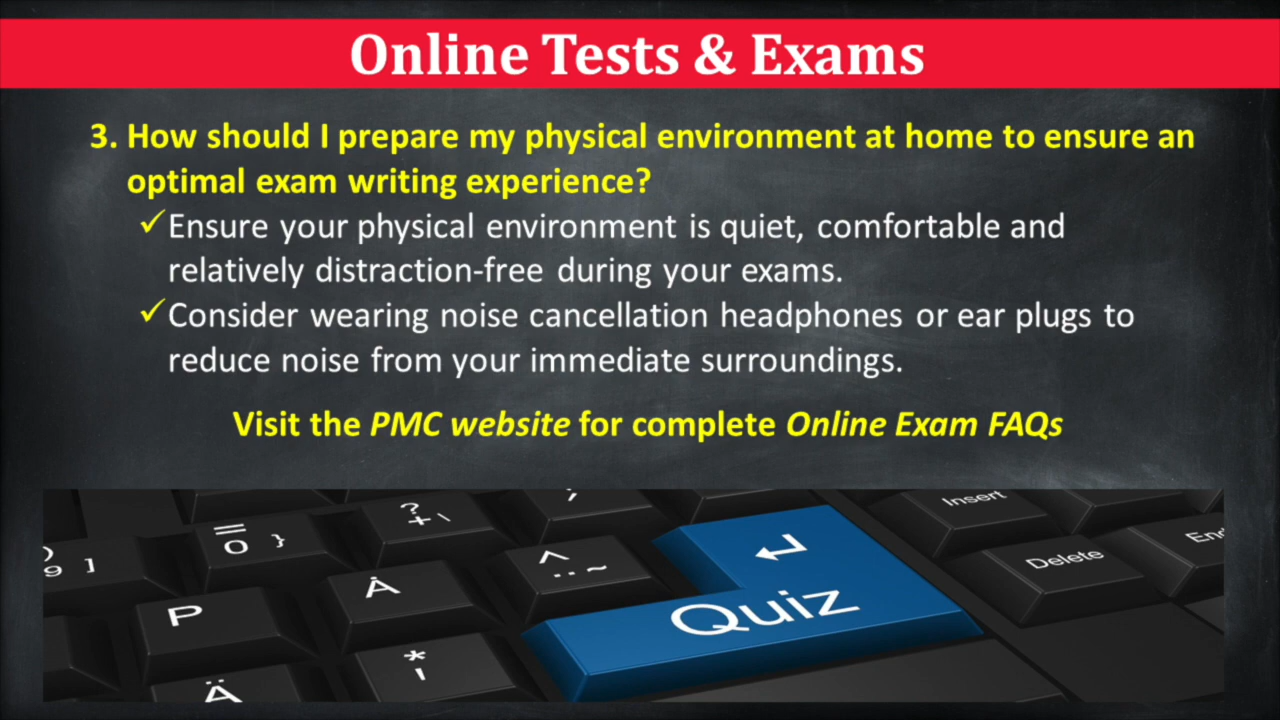 Online Tests & Exams
3. How should I prepare my physical environment at home to ensure an
optimal exam writing experience?
✓Ensure your physical environment is quiet, comfortable and
relatively distraction-free during your exams.
✓Consider wearing noise cancellation headphones or ear plugs to
reduce noise from your immediate surroundings.
Visit the PMC website for complete Online Exam FAQs
? + \
Insert
= 0 }
9 ]
^ ¨ ~
End
Delete
P
Å
Quiz
* '
Ä